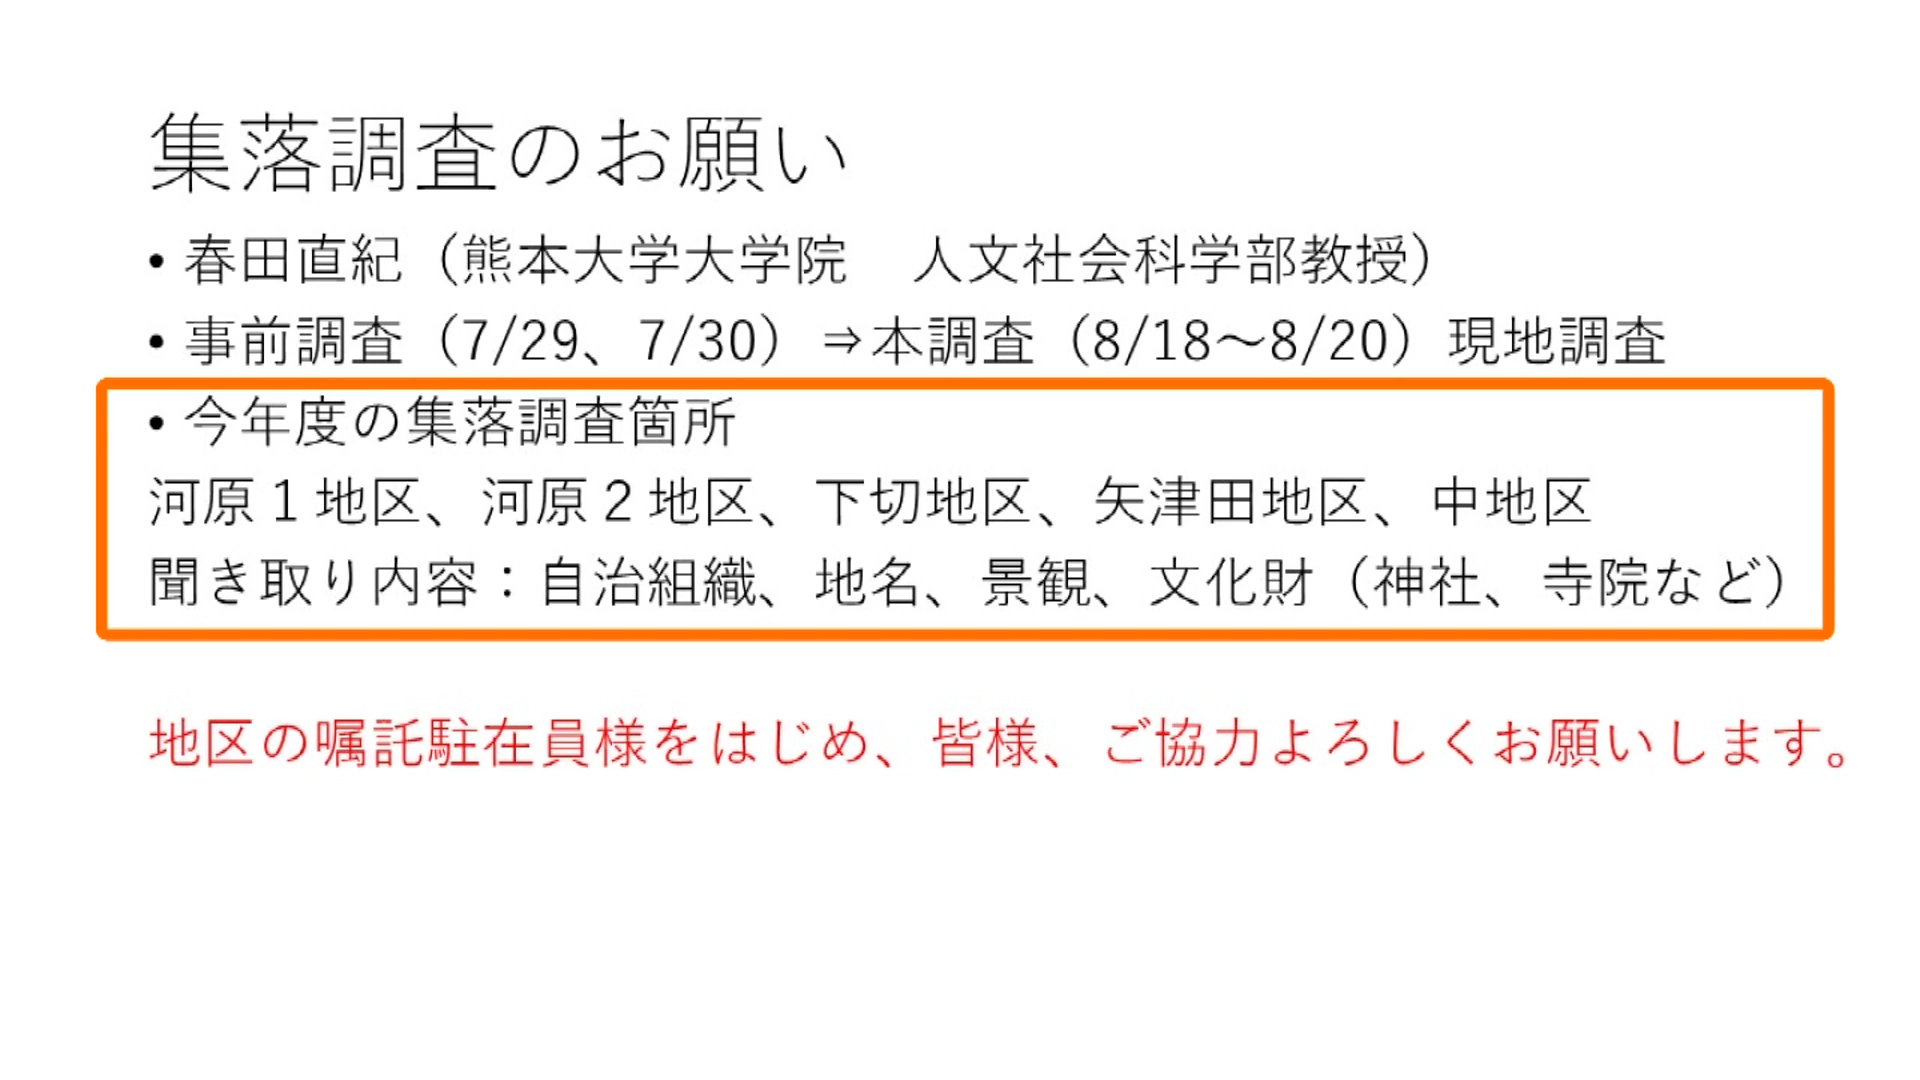 集落調査のお願い
• 春田直紀（熊本大学大学院　人文社会科学部教授）
• 事前調査（7/29、7/30）⇒本調査（8/18～8/20）現地調査
• 今年度の集落調査箇所
河原１地区、河原２地区、下切地区、矢津田地区、中地区
聞き取り内容：自治組織、地名、景観、文化財（神社、寺院など）
地区の嘱託駐在員様をはじめ、皆様、ご協力よろしくお願いします。